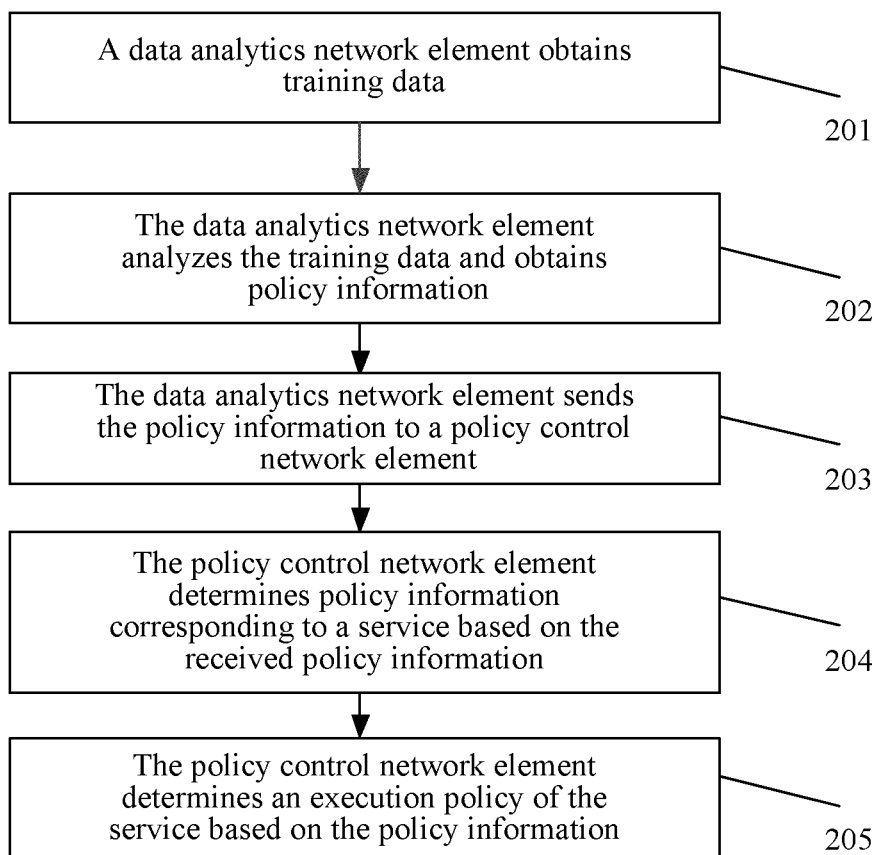 A data analytics network element obtains
training data
201
The data analytics network element
analyzes the training data and obtains
policy information
202
The data analytics network element sends
the policy information to a policy control
network element
203
The policy control network element
determines policy information
corresponding to a service based on the
received policy information
204
The policy control network element
determines an execution policy of the
service based on the policy information
205